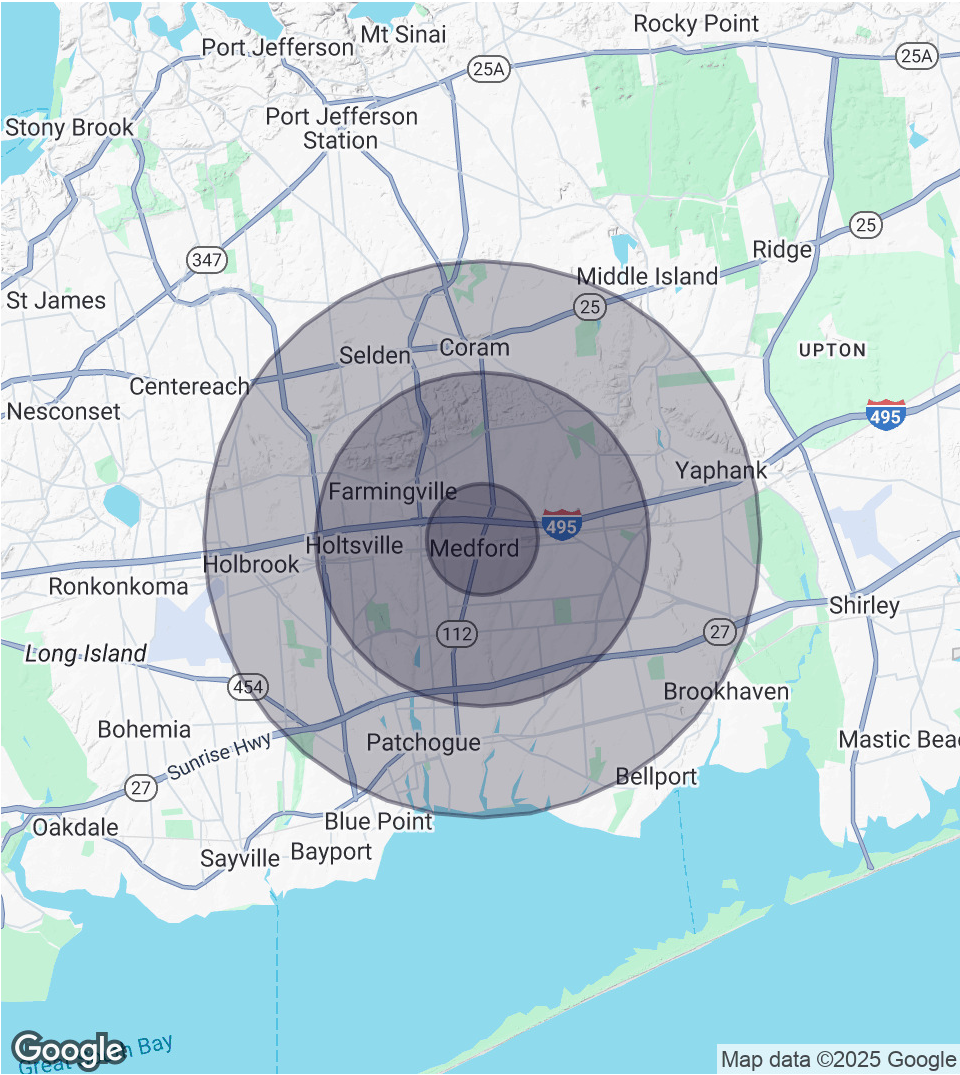 Rocky Point
Mt Sinai
Port Jefferson
25A
25A
Port Jefferson
Station
Stony Brook
25
Ridge
347
Middle Island
St James
25
UPTON
Coram
Selden
Centereach
Nesconset
495
Yaphank
Farmingville
495
Holtsville
Medford
Holbrook
Ronkonkoma
Shirley
27
112
Long Island
454
Brookhaven
Bohemia
Patchogue
Mastic Bea
Sunrise Hwy
Bellport
27
Blue Point
Oakdale
Bayport
Sayville
Google
Great
Bay
Map data ©2025 Google